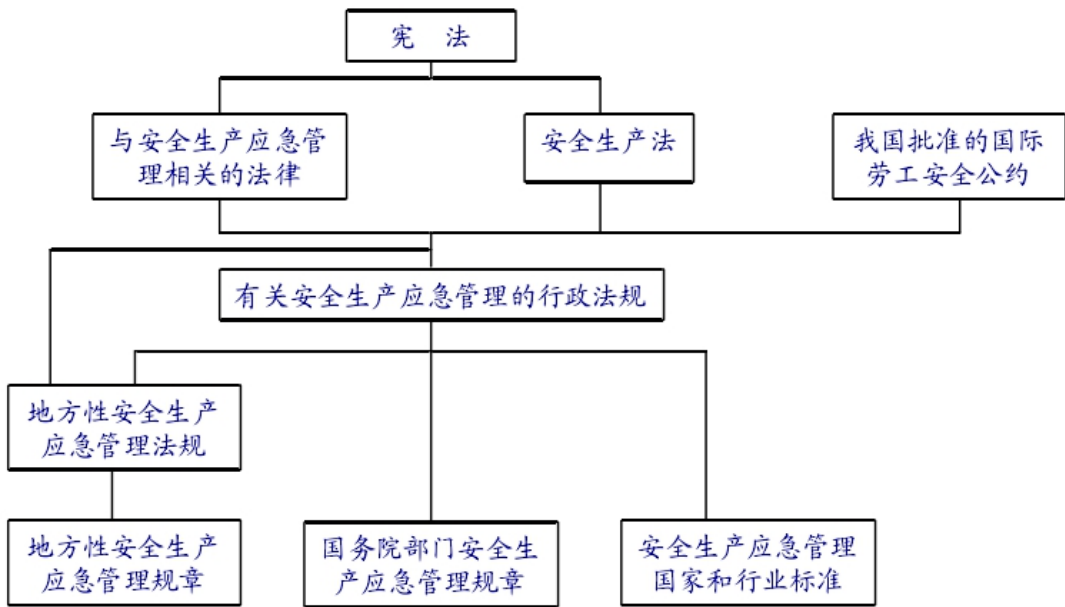 宪 法
与安全生产应急管
理相关的法律
安全生产法
我国批准的国际
劳工安全公约
有关安全生产应急管理的行政法规
地方性安全生产
应急管理法规
地方性安全生产
应急管理规章
国务院部门安全生
产应急管理规章
安全生产应急管理
国家和行业标准